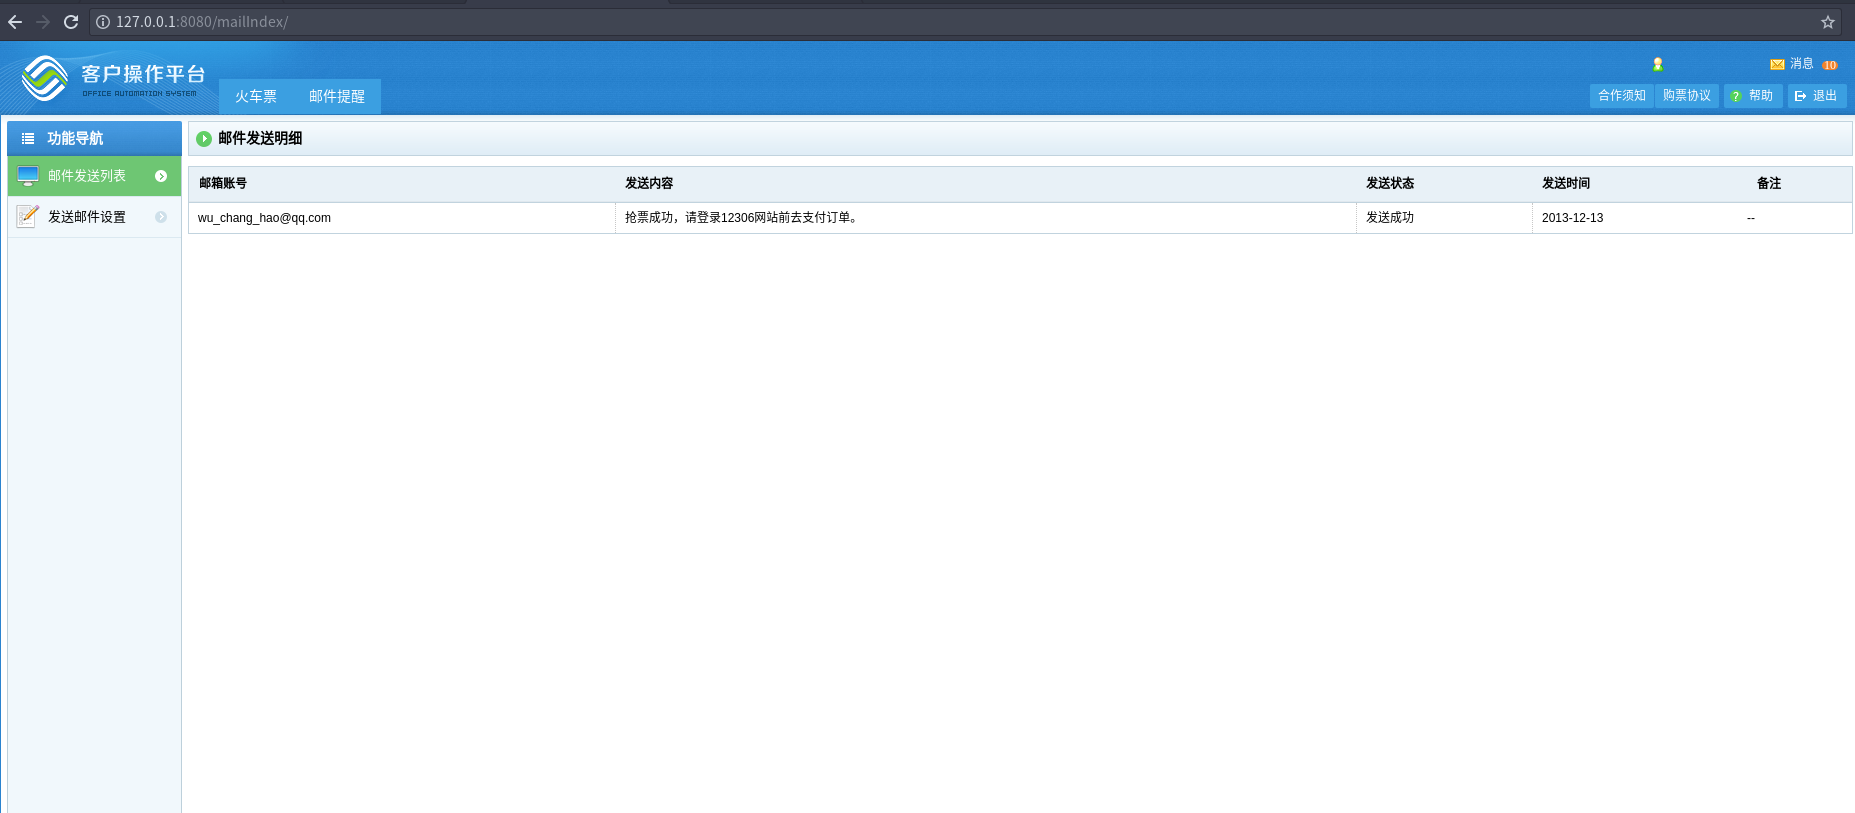 127.0.0.1:8080/mailIndex/
客户操作平台
OFFICE AUTOMATION SYSTEM
火车票 邮件提醒
消息 10
合作须知 购票协议 ? 帮助 退出
功能导航
邮件发送列表
发送邮件设置
邮件发送明细
邮箱账号 发送内容 发送状态 发送时间 备注
wu_chang_hao@qq.com 抢票成功，请登录12306网站前去支付订单。 发送成功 2013-12-13 --